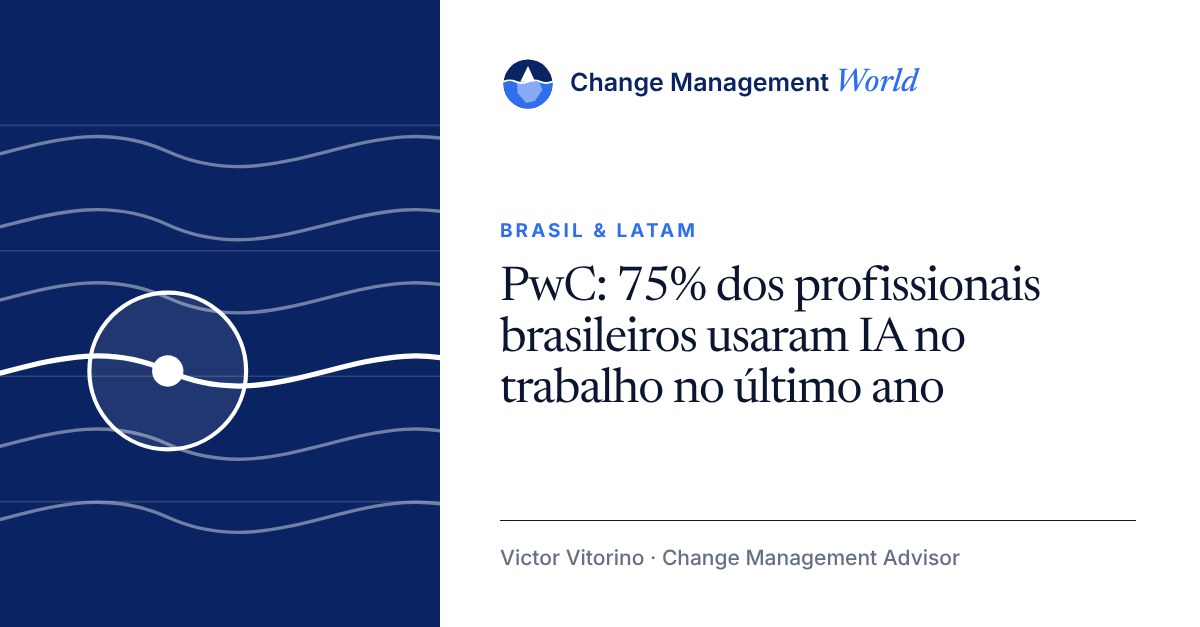 Change Management World
BRASIL & LATAM
PwC: 75% dos profissionais
brasileiros usaram IA no
trabalho no último ano
Victor Vitorino · Change Management Advisor